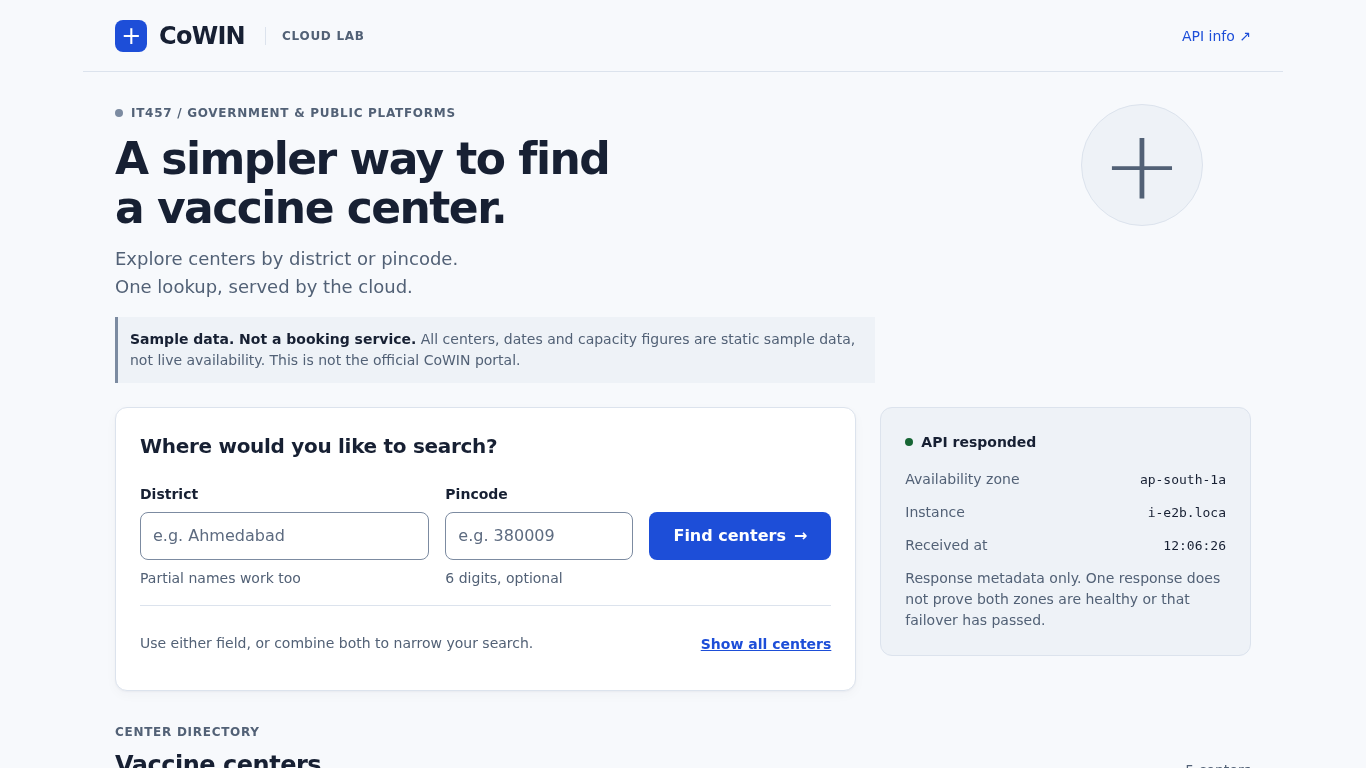 CoWIN
CLOUD LAB
API info ↗
IT457 / GOVERNMENT & PUBLIC PLATFORMS
A simpler way to find
a vaccine center.
Explore centers by district or pincode.
One lookup, served by the cloud.
Sample data. Not a booking service. All centers, dates and capacity figures are static sample data,
not live availability. This is not the official CoWIN portal.
Where would you like to search?
District
Pincode
e.g. Ahmedabad
e.g. 380009
Find centers →
Partial names work too
6 digits, optional
Use either field, or combine both to narrow your search.
Show all centers
API responded
Availability zone
ap-south-1a
Instance
i-e2b.loca
Received at
12:06:26
Response metadata only. One response does
not prove both zones are healthy or that
failover has passed.
CENTER DIRECTORY
Vaccine centers
5 centers